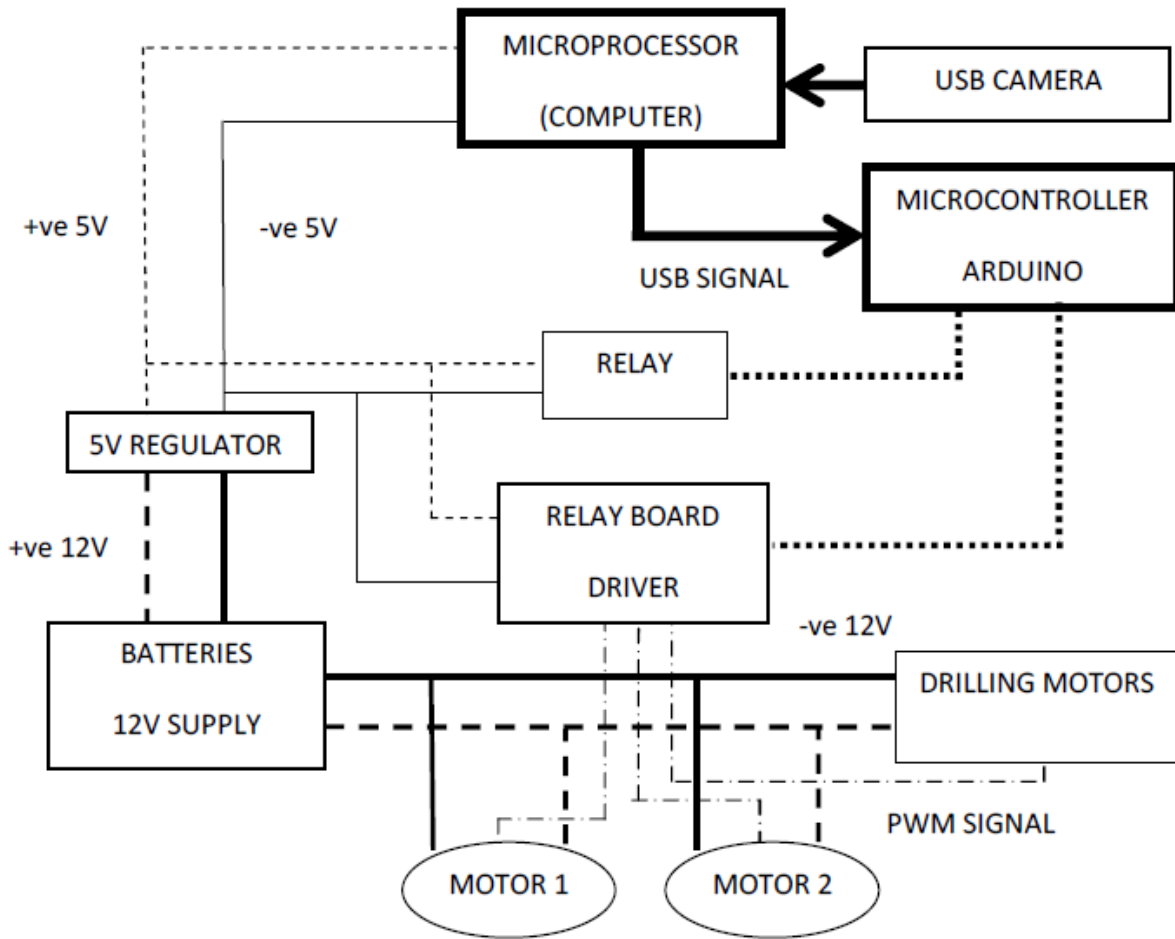 MICROPROCESSOR
(COMPUTER)
USB CAMERA
MICROCONTROLLER
ARDUINO
+ve 5V
-ve 5V
USB SIGNAL
RELAY
5V REGULATOR
RELAY BOARD
DRIVER
+ve 12V
-ve 12V
BATTERIES
12V SUPPLY
DRILLING MOTORS
PWM SIGNAL
MOTOR 1
MOTOR 2